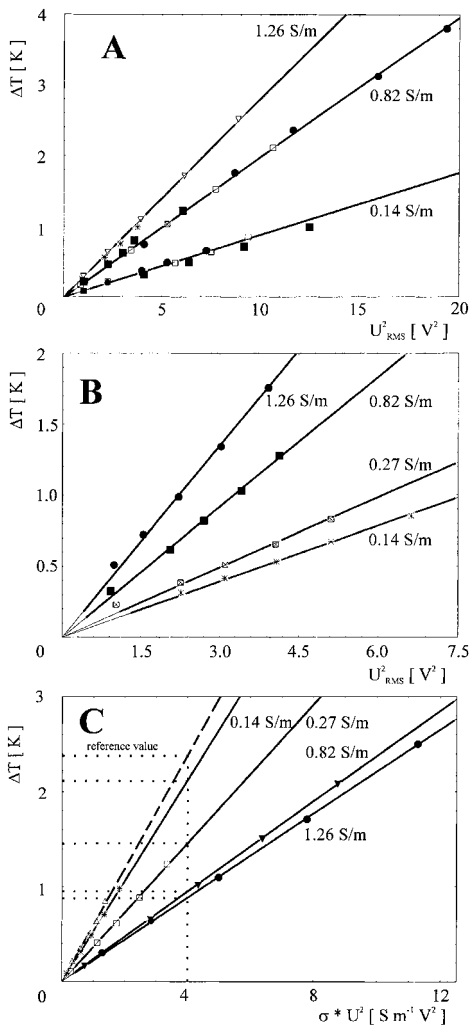 A
ΔT [ K ]
4
3
2
1
0
1.26 S/m
0.82 S/m
0.14 S/m
5
10
15
20
U²RMS [ V² ]
B
ΔT [ K ]
2
1.5
1.0
0.5
0
1.26 S/m
0.82 S/m
0.27 S/m
0.14 S/m
1.5
3.0
4.5
6.0
7.5
U²RMS [ V² ]
C
ΔT [ K ]
3
2
1
0
reference value
0.14 S/m
0.27 S/m
0.82 S/m
1.26 S/m
4
8
12
σ * U² [ S m⁻¹ V² ]